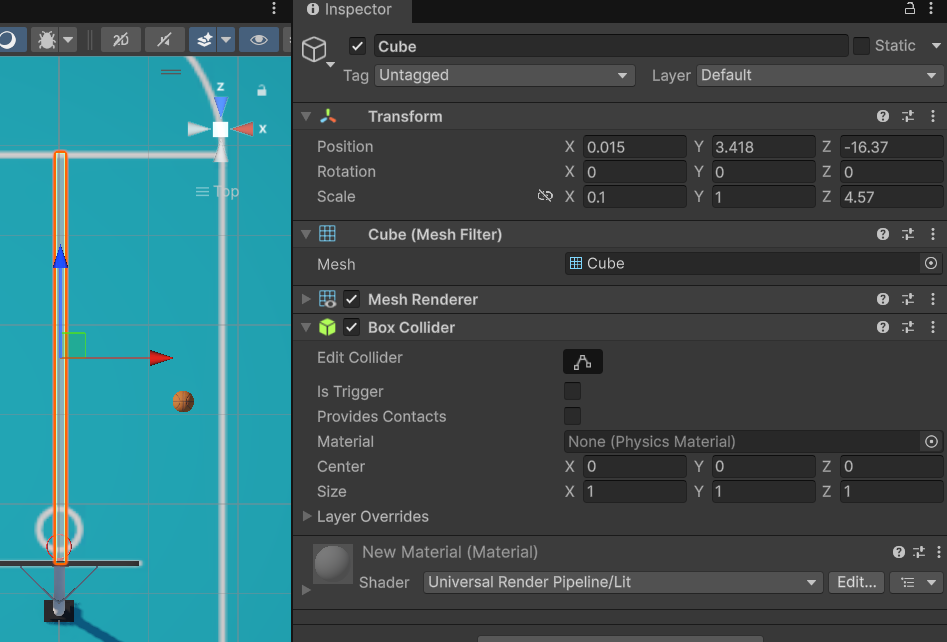 Inspector
Cube
Static
Tag Untagged Layer Default
Transform
Position X 0.015 Y 3.418 Z -16.37
Rotation X 0 Y 0 Z 0
Scale X 0.1 Y 1 Z 4.57
Cube (Mesh Filter)
Mesh Cube
Mesh Renderer
Box Collider
Edit Collider
Is Trigger
Provides Contacts
Material None (Physics Material)
Center X 0 Y 0 Z 0
Size X 1 Y 1 Z 1
Layer Overrides
New Material (Material)
Shader Universal Render Pipeline/Lit Edit...
2D
z
x
Top